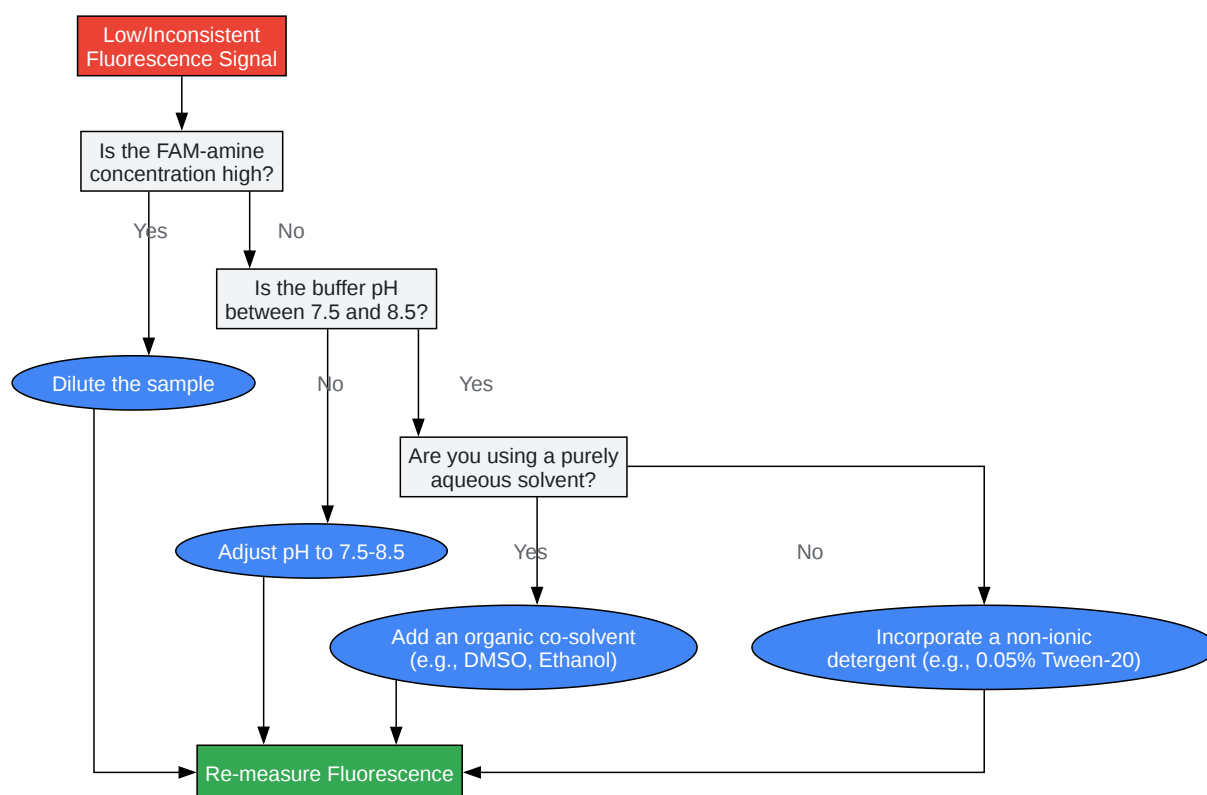 Low/Inconsistent
Fluorescence Signal
Is the FAM-amine
concentration high?
Yes
No
Is the buffer pH
between 7.5 and 8.5?
Dilute the sample
No
Yes
Are you using a purely
aqueous solvent?
Adjust pH to 7.5-8.5
Yes
No
Add an organic co-solvent
(e.g., DMSO, Ethanol)
Incorporate a non-ionic
detergent (e.g., 0.05% Tween-20)
Re-measure Fluorescence